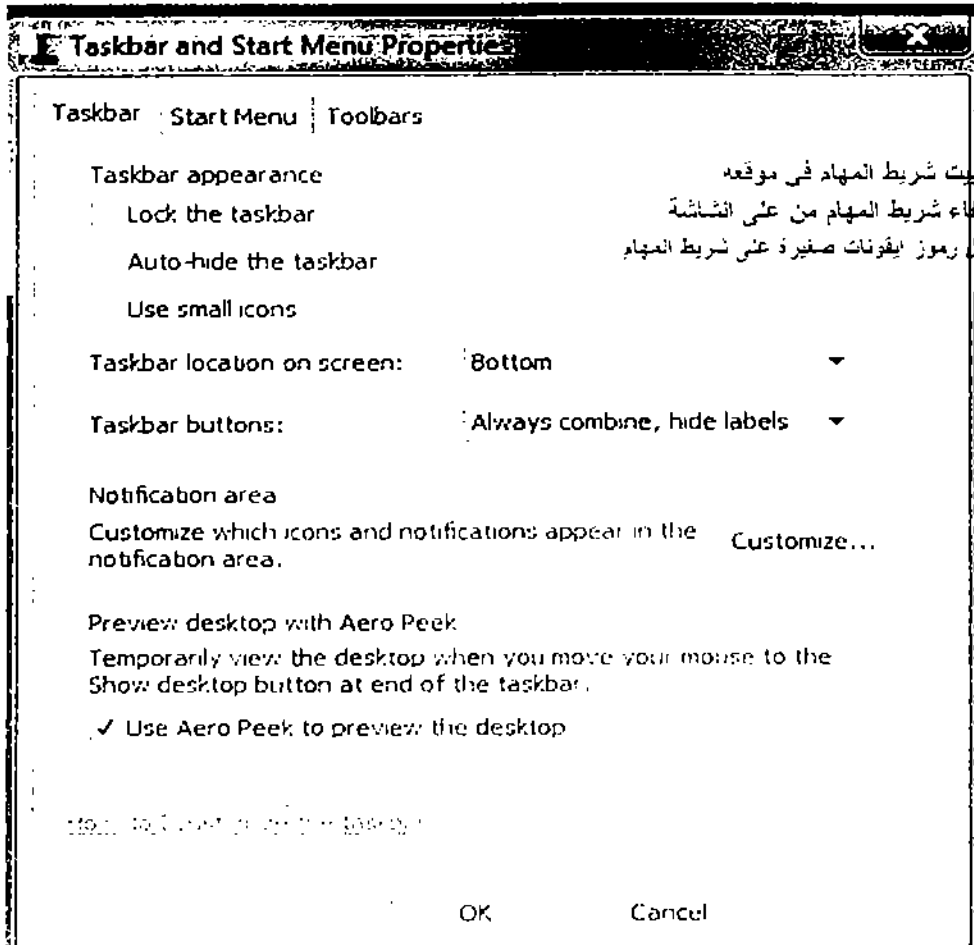 Taskbar and Start Menu Properties
Taskbar Start Menu Toolbars
Taskbar appearance
شريط المهام في موقعه
Lock the taskbar
شريط المهام من على الشاشة
Auto-hide the taskbar
رموز ايقونات صغيرة على شريط المهام
Use small icons
Taskbar location on screen: Bottom
Taskbar buttons: Always combine, hide labels
Notification area
Customize which icons and notifications appear in the
notification area.
Customize...
Preview desktop with Aero Peek
Temporarily view the desktop when you move your mouse to the
Show desktop button at end of the taskbar.
✓ Use Aero Peek to preview the desktop
OK Cancel